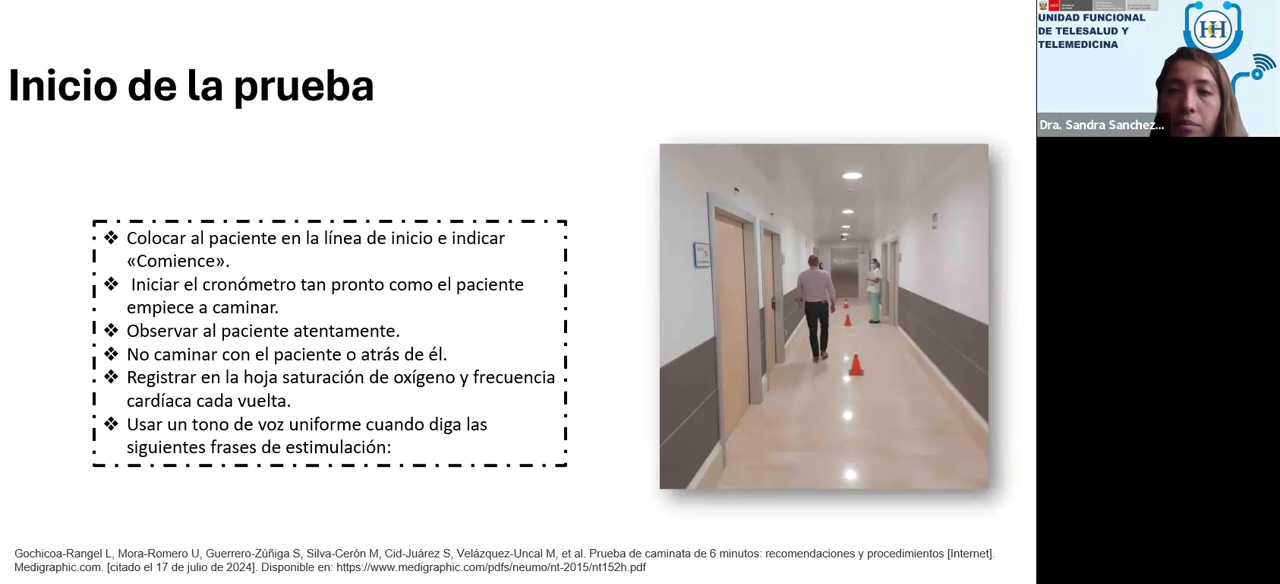 Inicio de la prueba
❖ Colocar al paciente en la línea de inicio e indicar
«Comience».
❖ Iniciar el cronómetro tan pronto como el paciente
empiece a caminar.
❖ Observar al paciente atentamente.
❖ No caminar con el paciente o atrás de él.
❖ Registrar en la hoja saturación de oxígeno y frecuencia
cardíaca cada vuelta.
❖ Usar un tono de voz uniforme cuando diga las
siguientes frases de estimulación:
Gochicoa-Rangel L, Mora-Romero U, Guerrero-Zúñiga S, Silva-Cerón M, Cid-Juárez S, Velázquez-Uncal M, et al. Prueba de caminata de 6 minutos: recomendaciones y procedimientos [Internet].
Medigraphic.com. [citado el 17 de julio de 2024]. Disponible en: https://www.medigraphic.com/pdfs/neumo/nt-2015/nt152h.pdf
UNIDAD FUNCIONAL
DE TELESALUD Y
TELEMEDICINA
Dra. Sandra Sanchez...